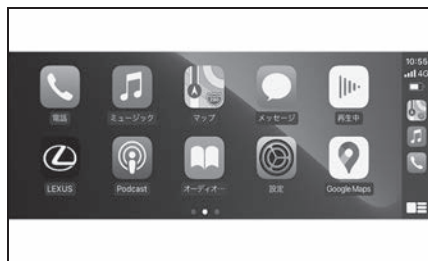 10:55
4G
電話
ミュージック
マップ
メッセージ
再生中
LEXUS
Podcast
オーディオ…
設定
Google Maps